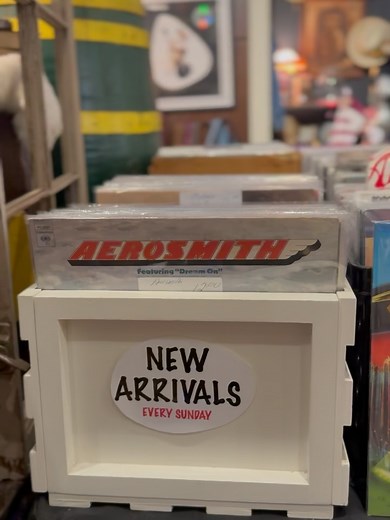 AEROSMITH
Featuring "Dream On"
NEW
ARRIVALS
EVERY SUNDAY